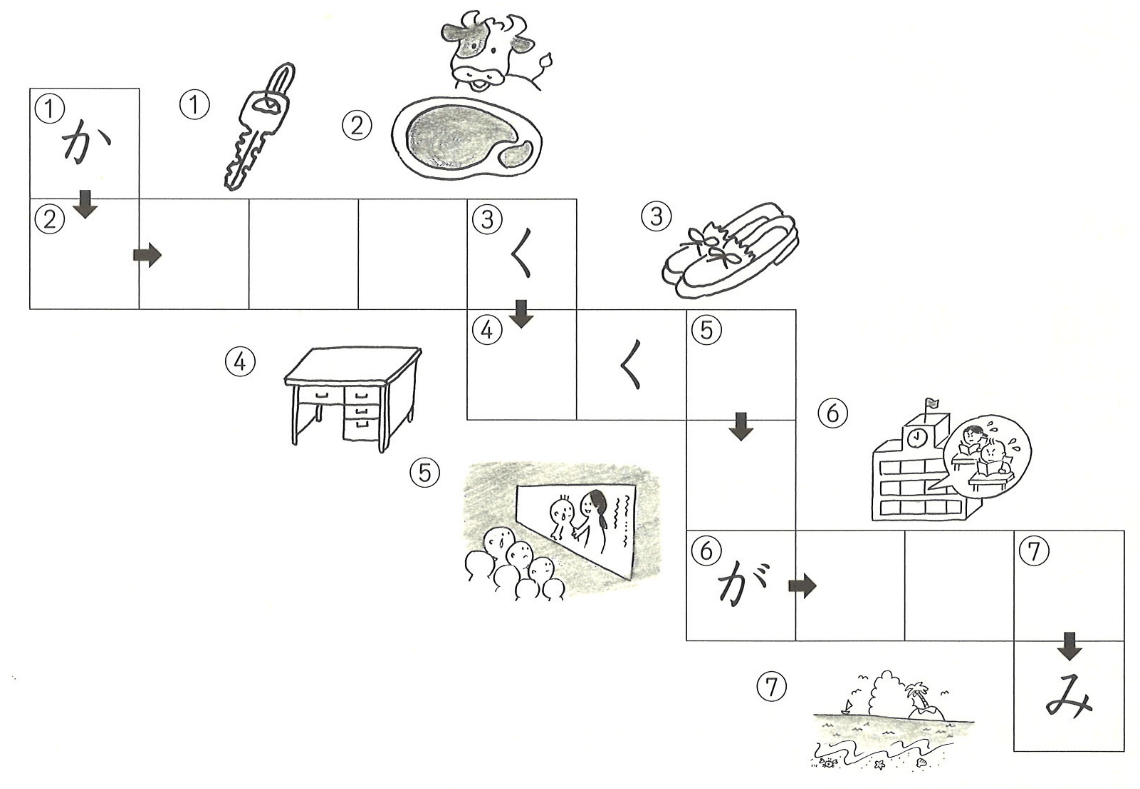 ① か
① ②
② ③ く
③
④ く ⑤
④
⑥
⑤
⑥ が ⑦
⑦ み